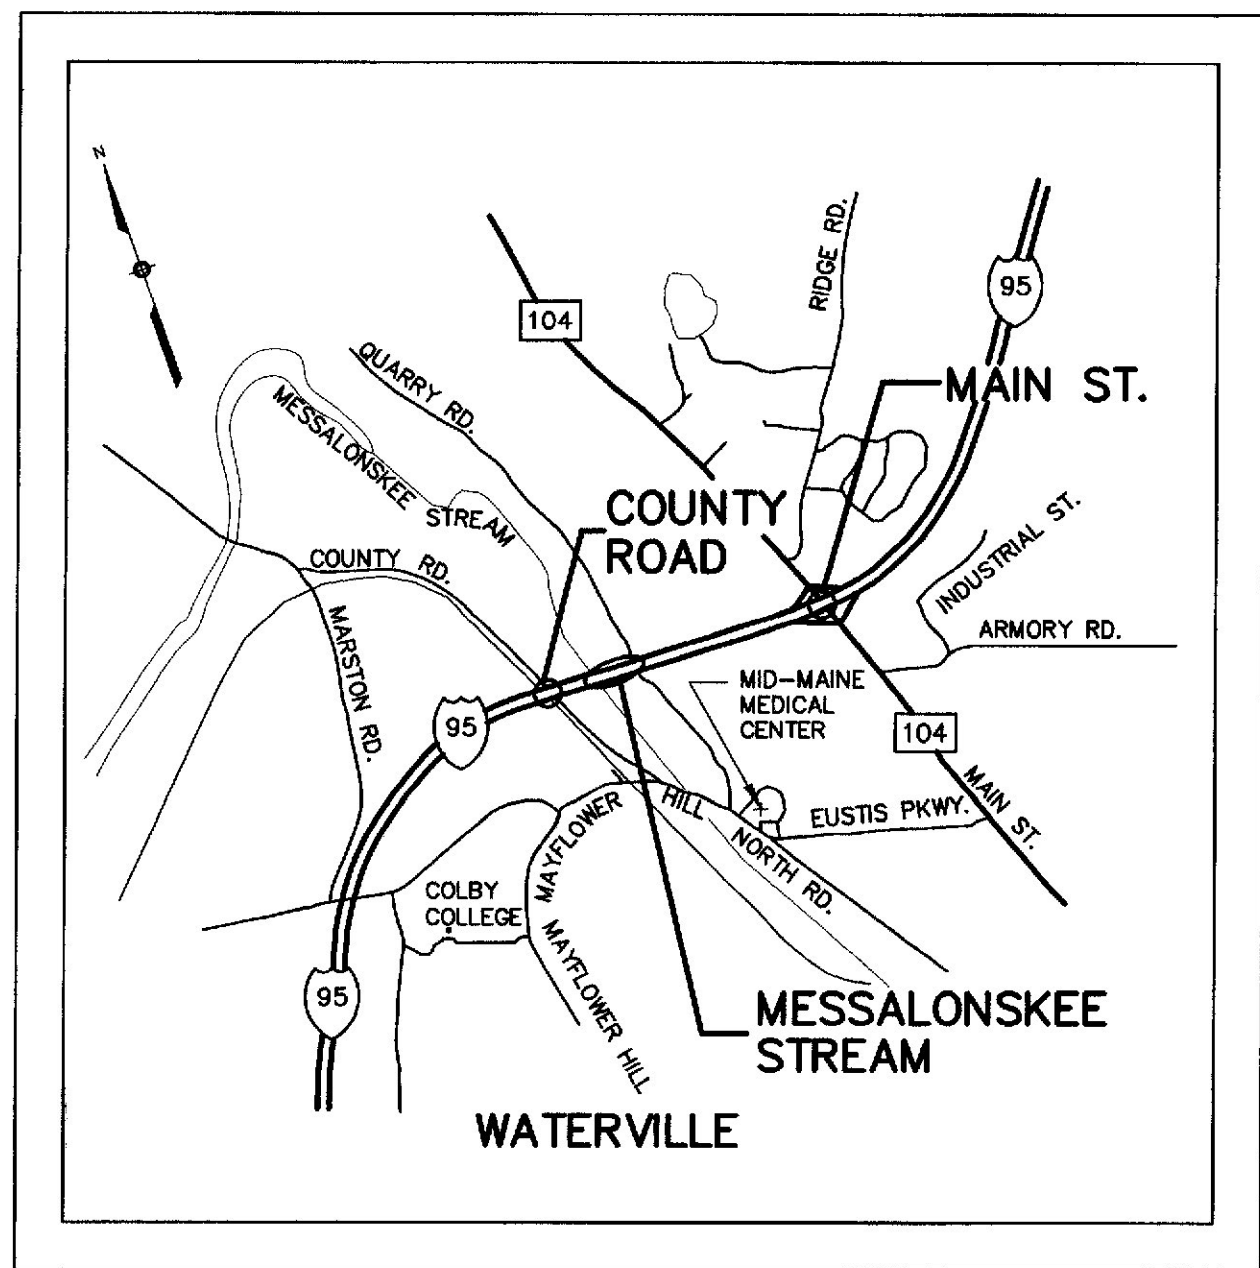 N
104
RIDGE RD.
95
QUARRY RD.
MAIN ST.
MESSALONSKEE STREAM
COUNTY
ROAD
COUNTY RD.
INDUSTRIAL ST.
ARMORY RD.
MARSTON RD.
MID-MAINE
MEDICAL
CENTER
95
104
MAIN ST.
MAYFLOWER HILL
EUSTIS PKWY.
NORTH RD.
COLBY
COLLEGE
MAYFLOWER HILL
95
MESSALONSKEE
STREAM
WATERVILLE